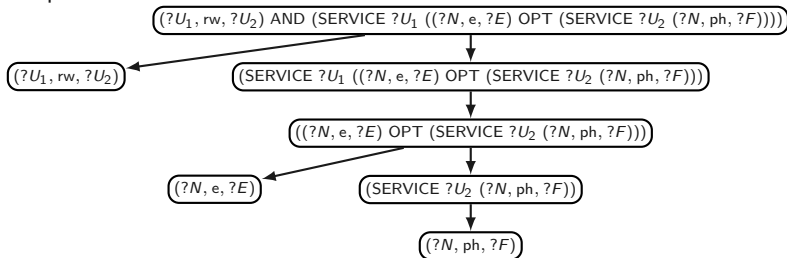 (?U₁, rw, ?U₂) AND (SERVICE ?U₁ ((?N, e, ?E) OPT (SERVICE ?U₂ (?N, ph, ?F))))
(?U₁, rw, ?U₂)
(SERVICE ?U₁ ((?N, e, ?E) OPT (SERVICE ?U₂ (?N, ph, ?F)))
((?N, e, ?E) OPT (SERVICE ?U₂ (?N, ph, ?F)))
(?N, e, ?E)
(SERVICE ?U₂ (?N, ph, ?F))
(?N, ph, ?F)